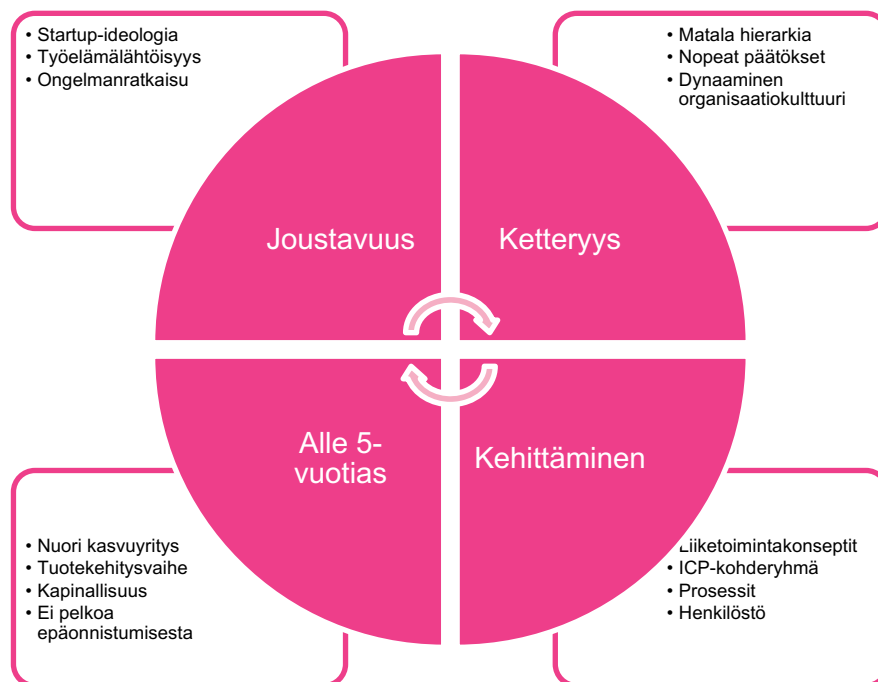 • Startup-ideologia
• Työelämälähtöisyys
• Ongelmanratkaisu
• Matala hierarkia
• Nopeat päätökset
• Dynaaminen
organisaatiokulttuuri
Joustavuus
Ketteryys
Alle 5-
vuotias
Kehittäminen
• Nuori kasvuyritys
• Tuotekehitysvaihe
• Kapinallisuus
• Ei pelkoa
epäonnistumisesta
Liiketoimintakonseptit
• ICP-kohderyhmä
• Prosessit
• Henkilöstö